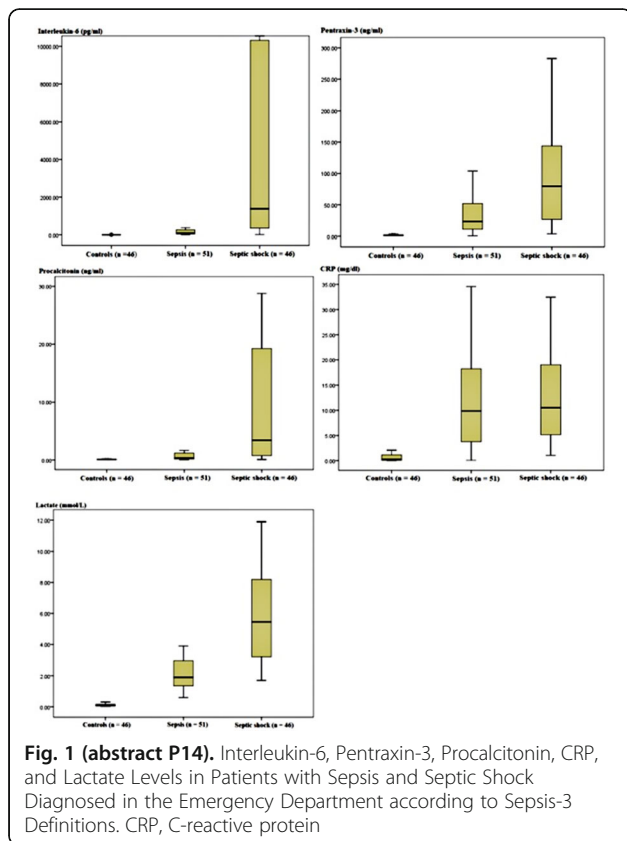 Interleukin-6 (pg/ml)
10000.00
8000.00
6000.00
4000.00
2000.00
0.00
Controls (n =46) Sepsis (n = 51) Septic shock (n = 46)
Pentraxin-3 (ng/ml)
300.00
250.00
200.00
150.00
100.00
50.00
0.00
Controls (n = 46) Sepsis (n = 51) Septic shock (n = 46)
Procalcitonin (ng/ml)
30.00
20.00
10.00
0.00
Controls (n = 46) Sepsis (n = 51) Septic shock (n = 46)
CRP (mg/dl)
35.00
30.00
25.00
20.00
15.00
10.00
5.00
0.00
Controls (n = 46) Sepsis (n = 51) Septic shock (n = 46)
Lactate (mmol/L)
12.00
10.00
8.00
6.00
4.00
2.00
0.00
Controls (n = 46) Sepsis (n = 51) Septic shock (n = 46)
Fig. 1 (abstract P14). Interleukin-6, Pentraxin-3, Procalcitonin, CRP,
and Lactate Levels in Patients with Sepsis and Septic Shock
Diagnosed in the Emergency Department according to Sepsis-3
Definitions. CRP, C-reactive protein